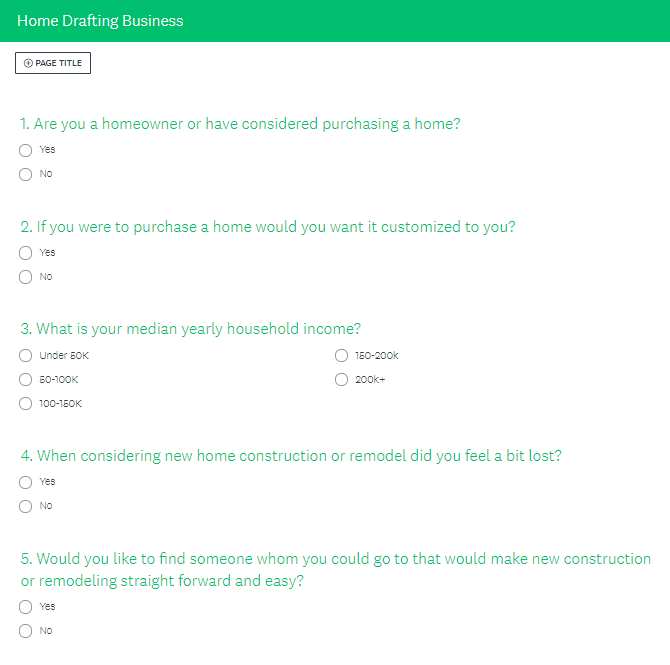 Home Drafting Business
PAGE TITLE
1. Are you a homeowner or have considered purchasing a home?
Yes
No
2. If you were to purchase a home would you want it customized to you?
Yes
No
3. What is your median yearly household income?
Under 50K
50-100K
100-150K
150-200k
200k+
4. When considering new home construction or remodel did you feel a bit lost?
Yes
No
5. Would you like to find someone whom you could go to that would make new construction
or remodeling straight forward and easy?
Yes
No